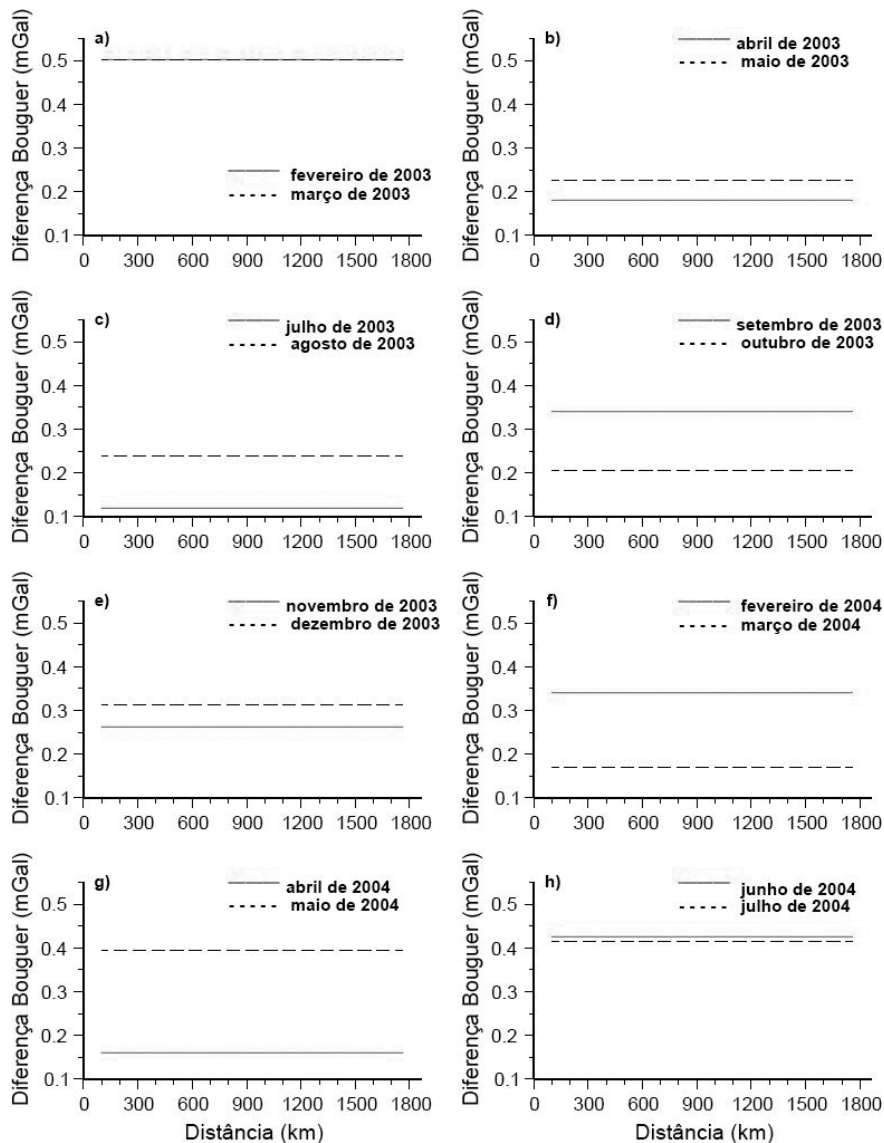 a)
Diferença Bouguer (mGal)
0.5
0.4
0.3
0.2
0.1
fevereiro de 2003
março de 2003
0 300 600 900 1200 1500 1800
b)
Diferença Bouguer (mGal)
abril de 2003
maio de 2003
0.5
0.4
0.3
0.2
0.1
0 300 600 900 1200 1500 1800
c)
Diferença Bouguer (mGal)
julho de 2003
agosto de 2003
0.5
0.4
0.3
0.2
0.1
0 300 600 900 1200 1500 1800
d)
Diferença Bouguer (mGal)
setembro de 2003
outubro de 2003
0.5
0.4
0.3
0.2
0.1
0 300 600 900 1200 1500 1800
e)
Diferença Bouguer (mGal)
novembro de 2003
dezembro de 2003
0.5
0.4
0.3
0.2
0.1
0 300 600 900 1200 1500 1800
f)
Diferença Bouguer (mGal)
fevereiro de 2004
março de 2004
0.5
0.4
0.3
0.2
0.1
0 300 600 900 1200 1500 1800
g)
Diferença Bouguer (mGal)
abril de 2004
maio de 2004
0.5
0.4
0.3
0.2
0.1
0 300 600 900 1200 1500 1800
Distância (km)
h)
Diferença Bouguer (mGal)
junho de 2004
julho de 2004
0.5
0.4
0.3
0.2
0.1
0 300 600 900 1200 1500 1800
Distância (km)